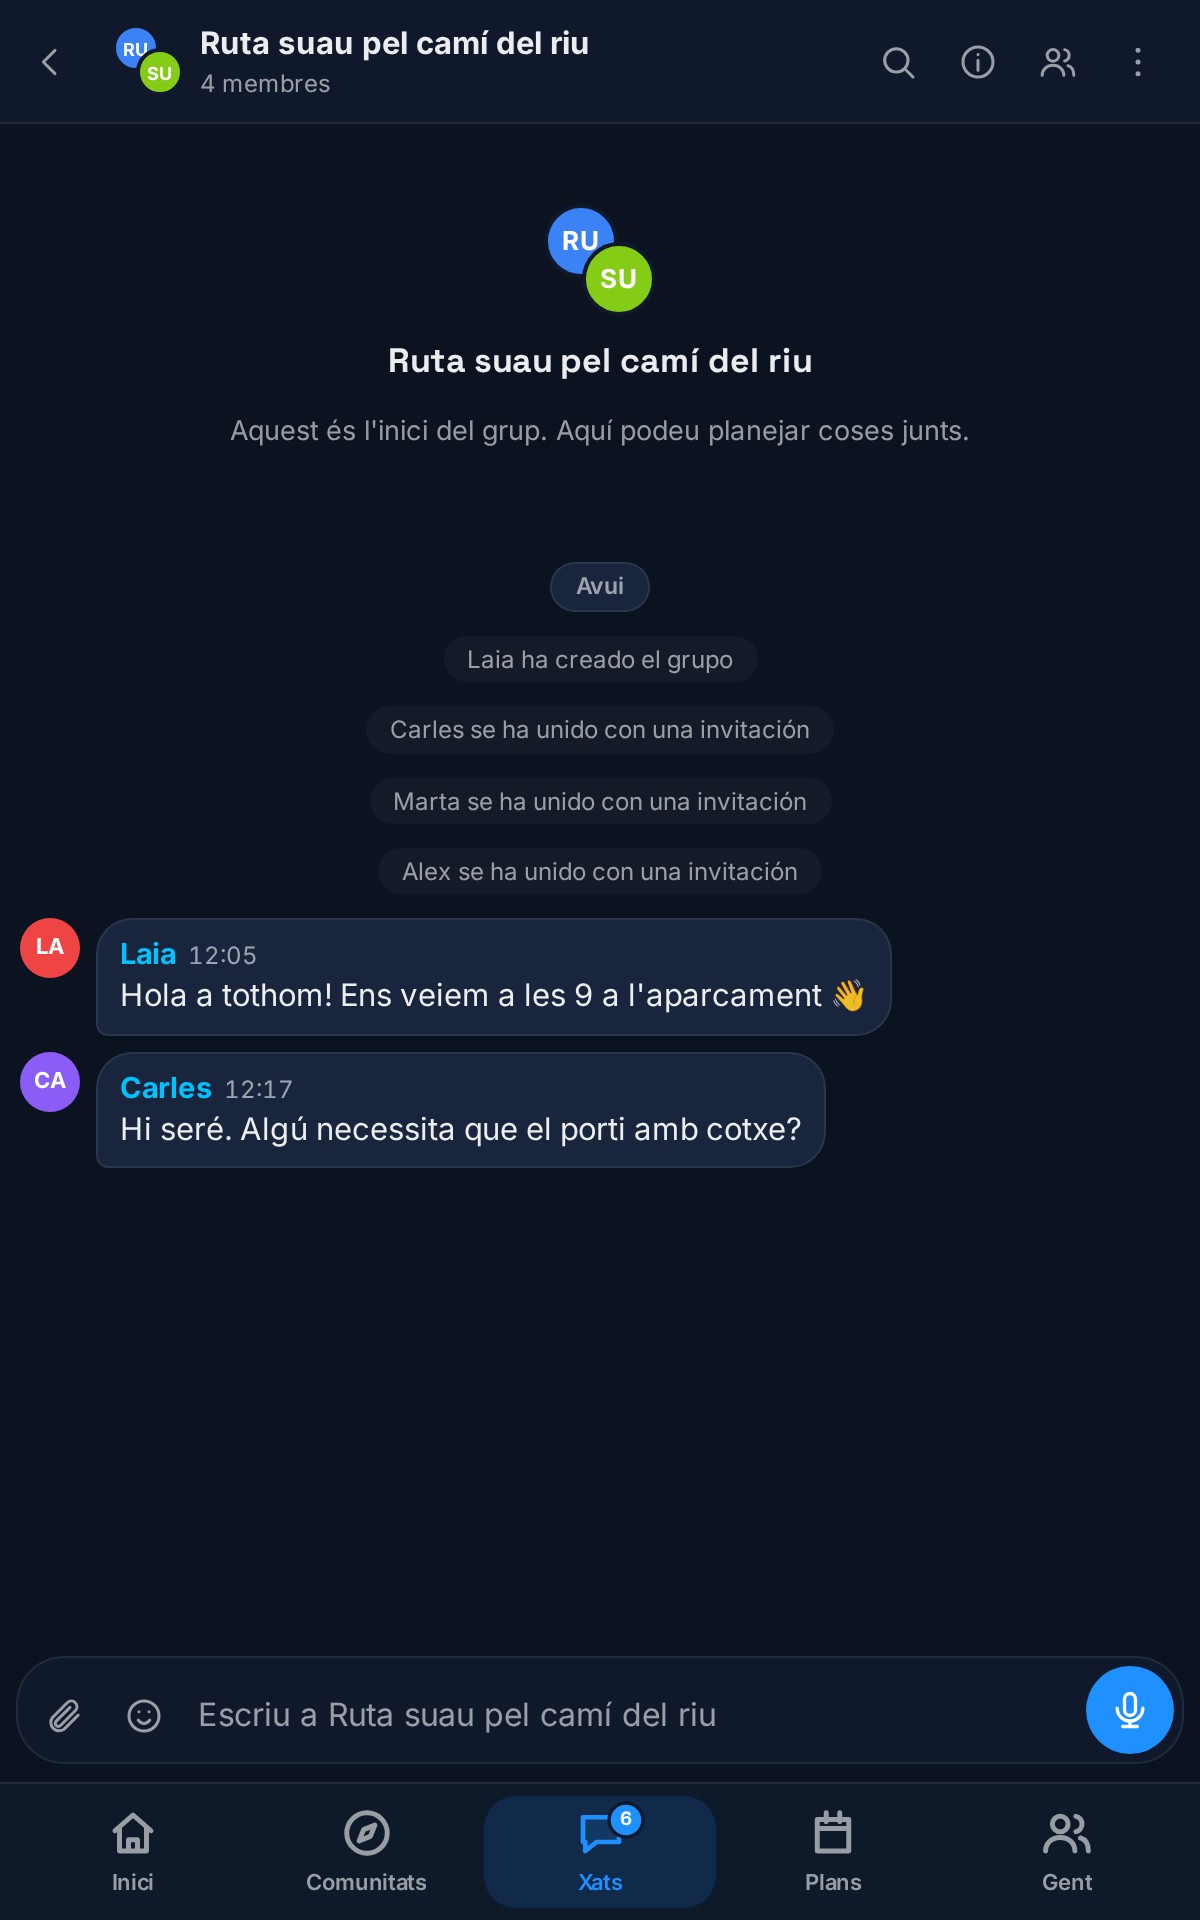 RU
SU
Ruta suau pel camí del riu
4 membres
RU
SU
Ruta suau pel camí del riu
Aquest és l'inici del grup. Aquí podeu planejar coses junts.
Avui
Laia ha creado el grupo
Carles se ha unido con una invitación
Marta se ha unido con una invitación
Alex se ha unido con una invitación
LA
Laia 12:05
Hola a tothom! Ens veiem a les 9 a l'aparcament 👋
CA
Carles 12:17
Hi seré. Algú necessita que el porti amb cotxe?
Escriu a Ruta suau pel camí del riu
6
Inici
Comunitats
Xats
Plans
Gent